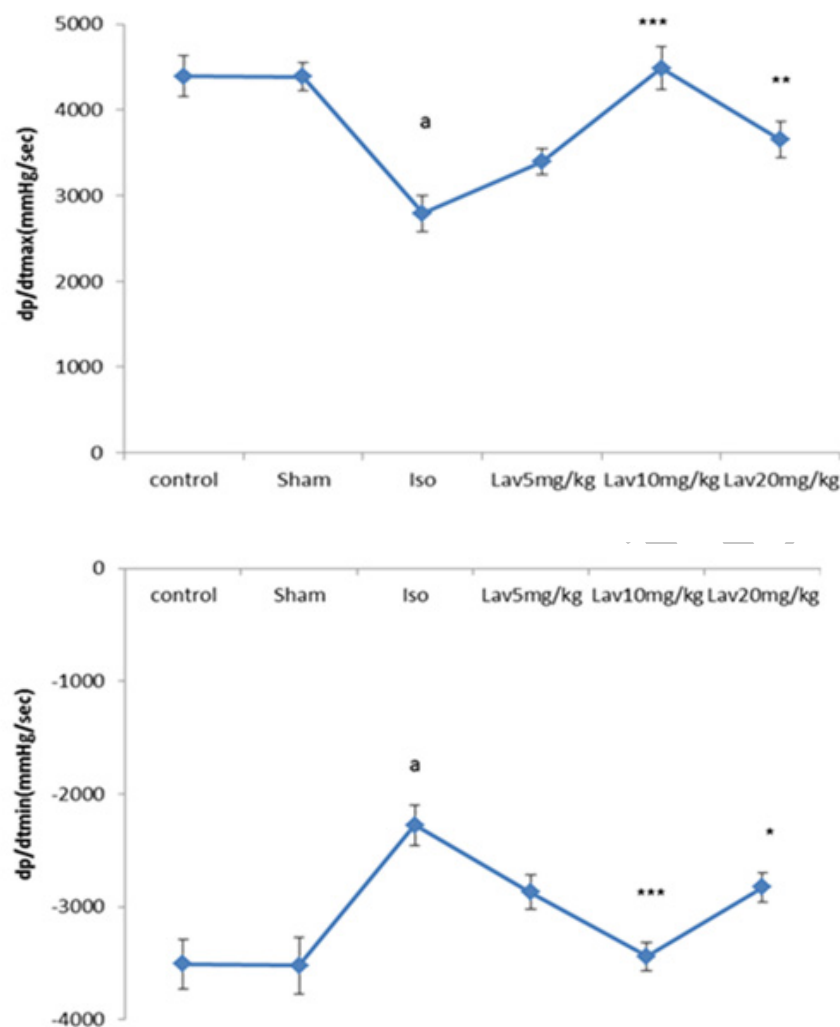 5000
***
**
4000
a
3000
2000
1000
0
dp/dtmax(mmHg/sec)
control Sham Iso Lav5mg/kg Lav10mg/kg Lav20mg/kg
0
control Sham Iso Lav5mg/kg Lav10mg/kg Lav20mg/kg
-1000
a
-2000
*
***
-3000
-4000
dp/dtmin(mmHg/sec)